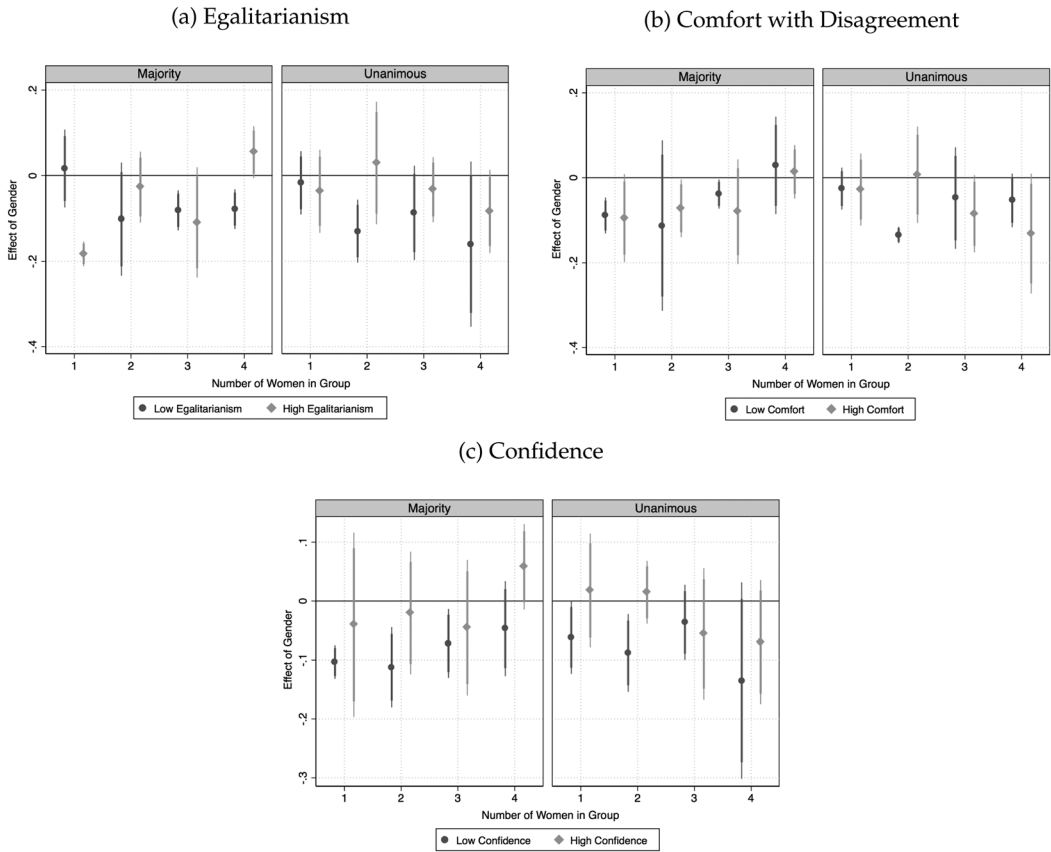 (a) Egalitarianism
Majority Unanimous
.2
0
-.2
-.4
Effect of Gender
1 2 3 4 1 2 3 4
Number of Women in Group
Low Egalitarianism High Egalitarianism
(b) Comfort with Disagreement
Majority Unanimous
.2
0
-.2
-.4
Effect of Gender
1 2 3 4 1 2 3 4
Number of Women in Group
Low Comfort High Comfort
(c) Confidence
Majority Unanimous
.1
0
-.1
-.2
-.3
Effect of Gender
1 2 3 4 1 2 3 4
Number of Women in Group
Low Confidence High Confidence